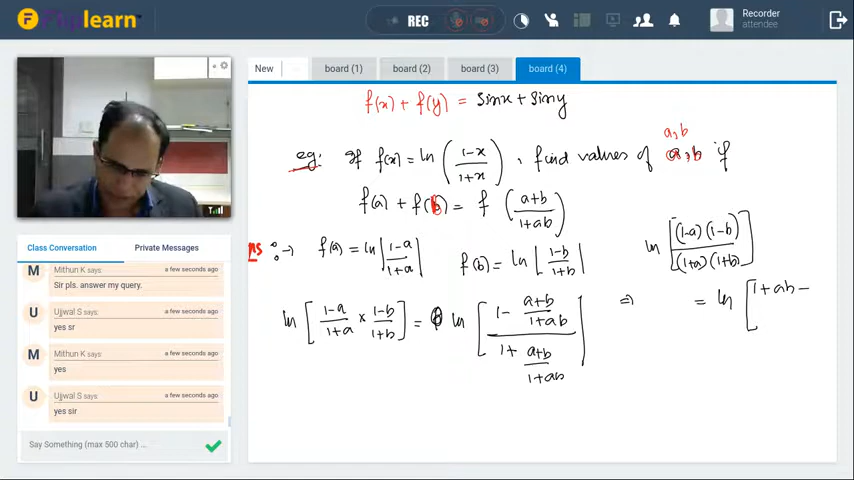 Fliplearn
REC
Recorder
attendee
New
board (1)
board (2)
board (3)
board (4)
f(x) + f(y) = sinx + siny
eg: If f(x) = ln (1-x / 1+x), find values of a, b if
a, b
f(a) + f(b) = f (a+b / 1+ab)
f(a) = ln [1-a / 1+a] f(b) = ln [1-b / 1+b]
ln [(1-a)(1-b) / (1+a)(1+b)]
ln [1-a / 1+a × 1-b / 1+b] = ln [1 - a+b / 1+ab / 1 + a+b / 1+ab] ⇒ = ln [1+ab -
Class Conversation
Private Messages
M Mithun K says: a few seconds ago
Sir pls. answer my query.
U Ujjwal S says: a few seconds ago
yes sr
M Mithun K says: a few seconds ago
yes
U Ujjwal S says: a few seconds ago
yes sir
Say Something (max 500 char) ...